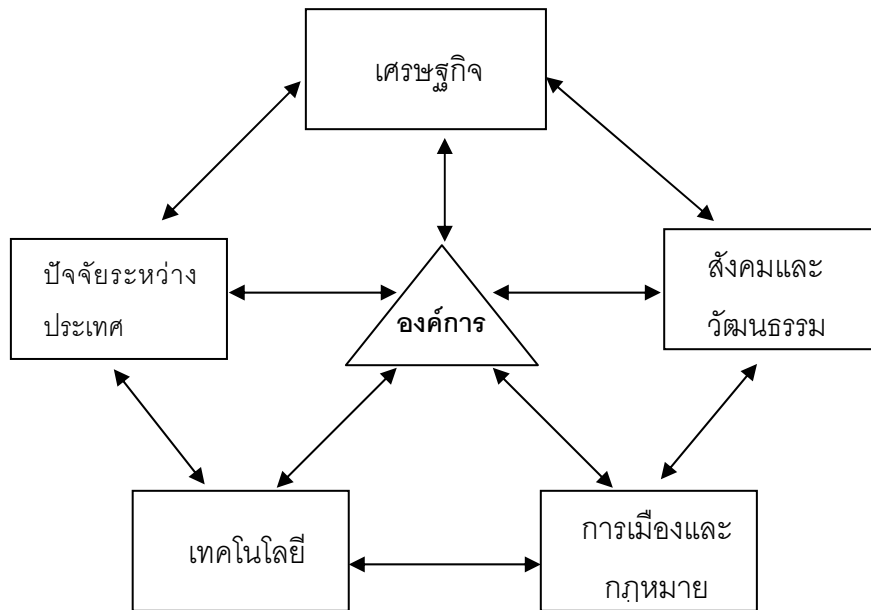 เศรษฐกิจ
ปัจจัยระหว่าง
ประเทศ
องค์การ
สังคมและ
วัฒนธรรม
เทคโนโลยี
การเมืองและ
กฎหมาย